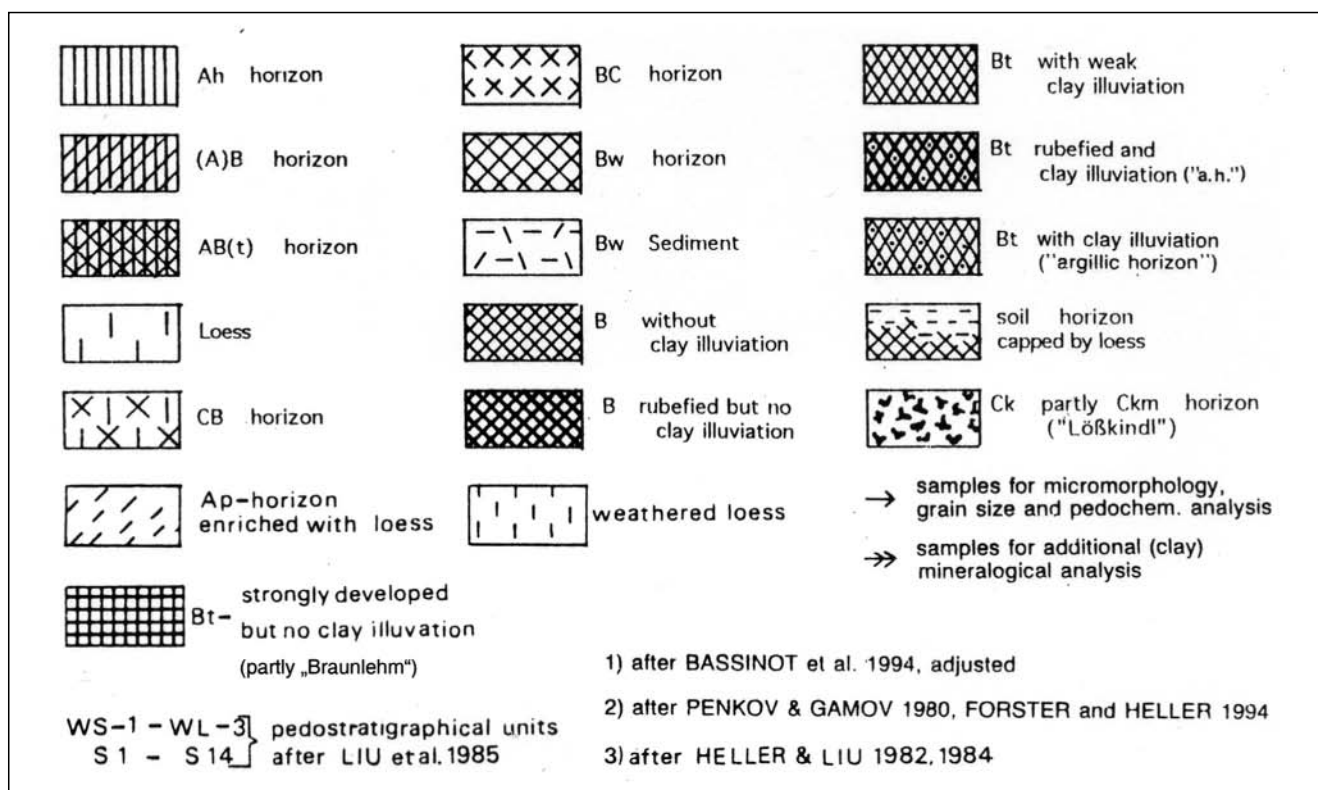 Ah horizon
(A)B horizon
AB(t) horizon
Loess
CB horizon
Ap-horizon
enriched with loess
Bt- strongly developed
but no clay illuvation
(partly „Braunlehm“)
WS-1 - WL-3
S 1 - S 14
pedostratigraphical units
after LIU et al. 1985
BC horizon
Bw horizon
Bw Sediment
B without
clay illuviation
B rubefied but no
clay illuviation
weathered loess
Bt with weak
clay illuviation
Bt rubefied and
clay illuviation ("a.h.")
Bt with clay illuviation
("argillic horizon")
soil horizon
capped by loess
Ck partly Ckm horizon
("Lößkindl")
samples for micromorphology,
grain size and pedochem. analysis
samples for additional (clay)
mineralogical analysis
1) after BASSINOT et al. 1994, adjusted
2) after PENKOV & GAMOV 1980, FORSTER and HELLER 1994
3) after HELLER & LIU 1982, 1984